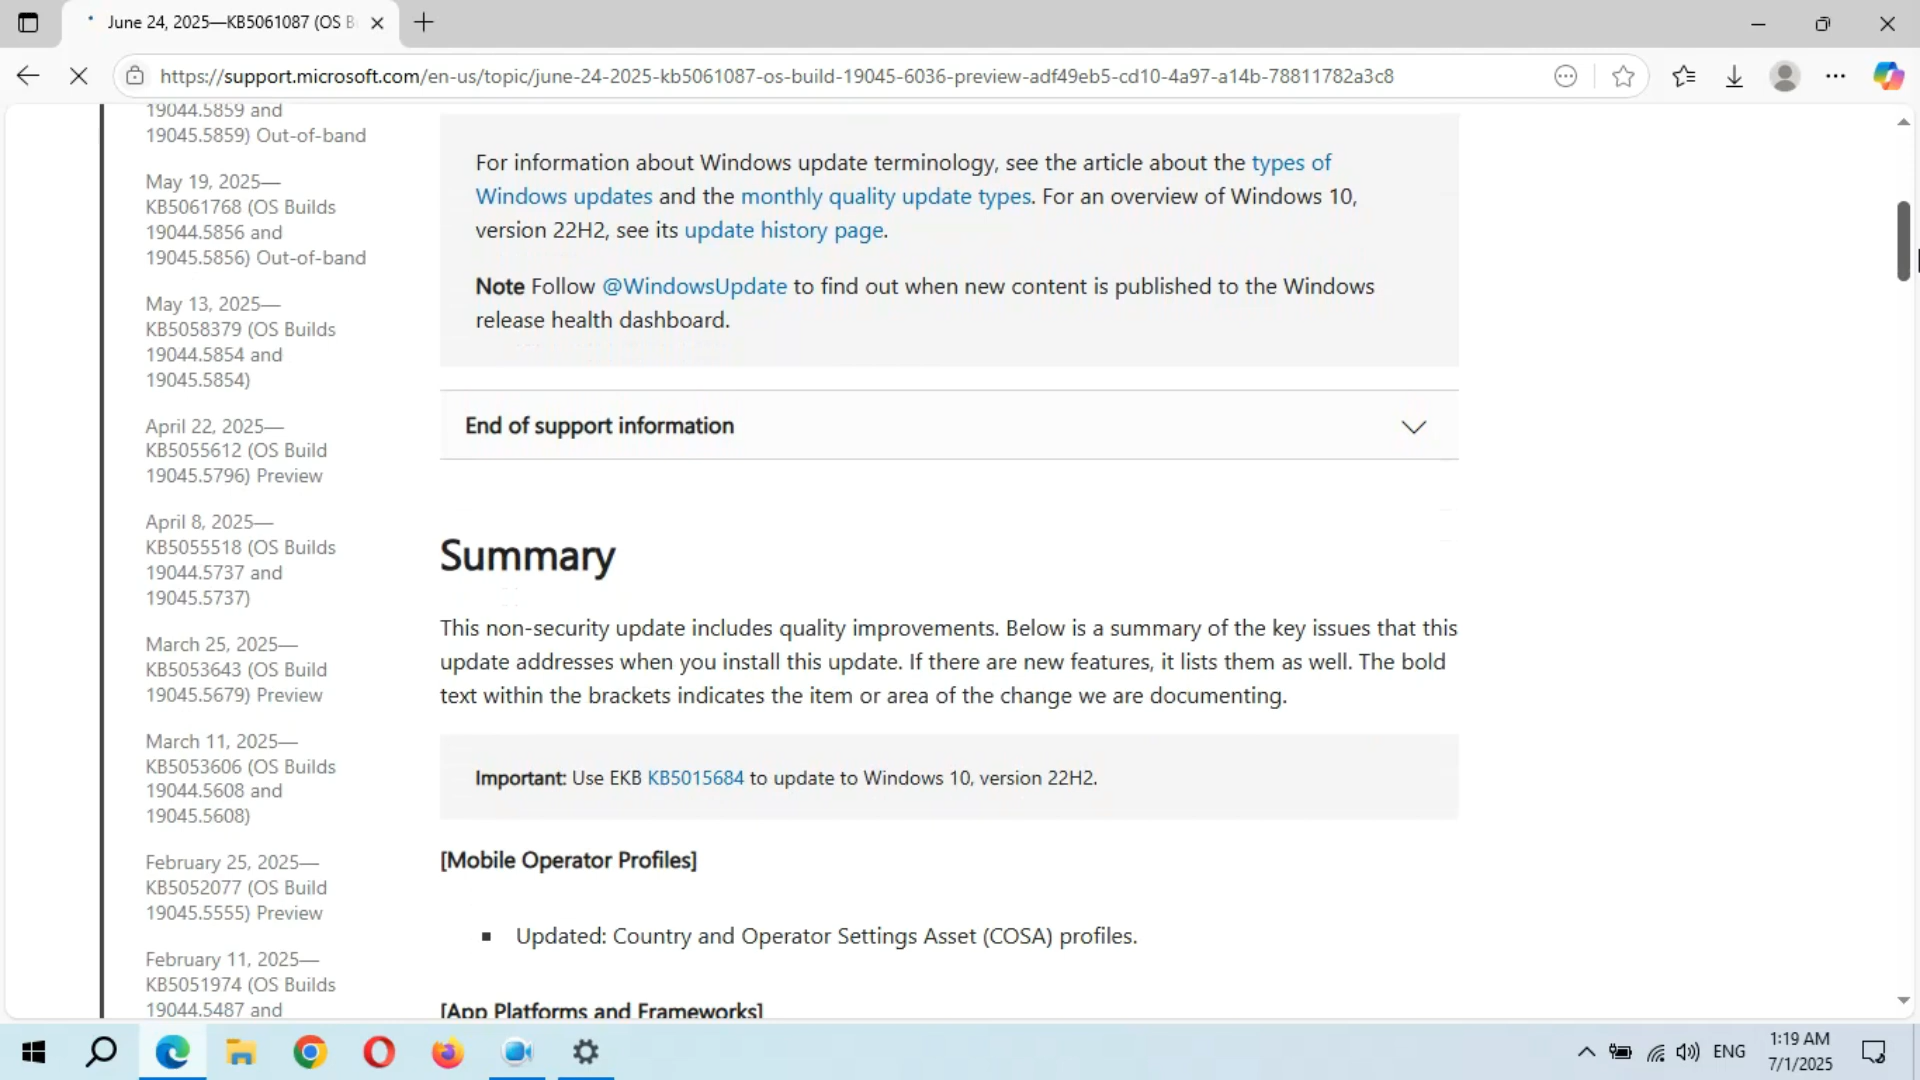 June 24, 2025—KB5061087 (OS B
https://support.microsoft.com/en-us/topic/june-24-2025-kb5061087-os-build-19045-6036-preview-adf49eb5-cd10-4a97-a14b-78811782a3c8
19044.5859 and
19045.5859) Out-of-band
May 19, 2025—
KB5061768 (OS Builds
19044.5856 and
19045.5856) Out-of-band
May 13, 2025—
KB5058379 (OS Builds
19044.5854 and
19045.5854)
April 22, 2025—
KB5055612 (OS Build
19045.5796) Preview
April 8, 2025—
KB5055518 (OS Builds
19044.5737 and
19045.5737)
March 25, 2025—
KB5053643 (OS Build
19045.5679) Preview
March 11, 2025—
KB5053606 (OS Builds
19044.5608 and
19045.5608)
February 25, 2025—
KB5052077 (OS Build
19045.5555) Preview
February 11, 2025—
KB5051974 (OS Builds
19044.5487 and
For information about Windows update terminology, see the article about the types of
Windows updates and the monthly quality update types. For an overview of Windows 10,
version 22H2, see its update history page.
Note Follow @WindowsUpdate to find out when new content is published to the Windows
release health dashboard.
End of support information
Summary
This non-security update includes quality improvements. Below is a summary of the key issues that this
update addresses when you install this update. If there are new features, it lists them as well. The bold
text within the brackets indicates the item or area of the change we are documenting.
Important: Use EKB KB5015684 to update to Windows 10, version 22H2.
[Mobile Operator Profiles]
▪ Updated: Country and Operator Settings Asset (COSA) profiles.
[App Platforms and Frameworks]
ENG
1:19 AM
7/1/2025